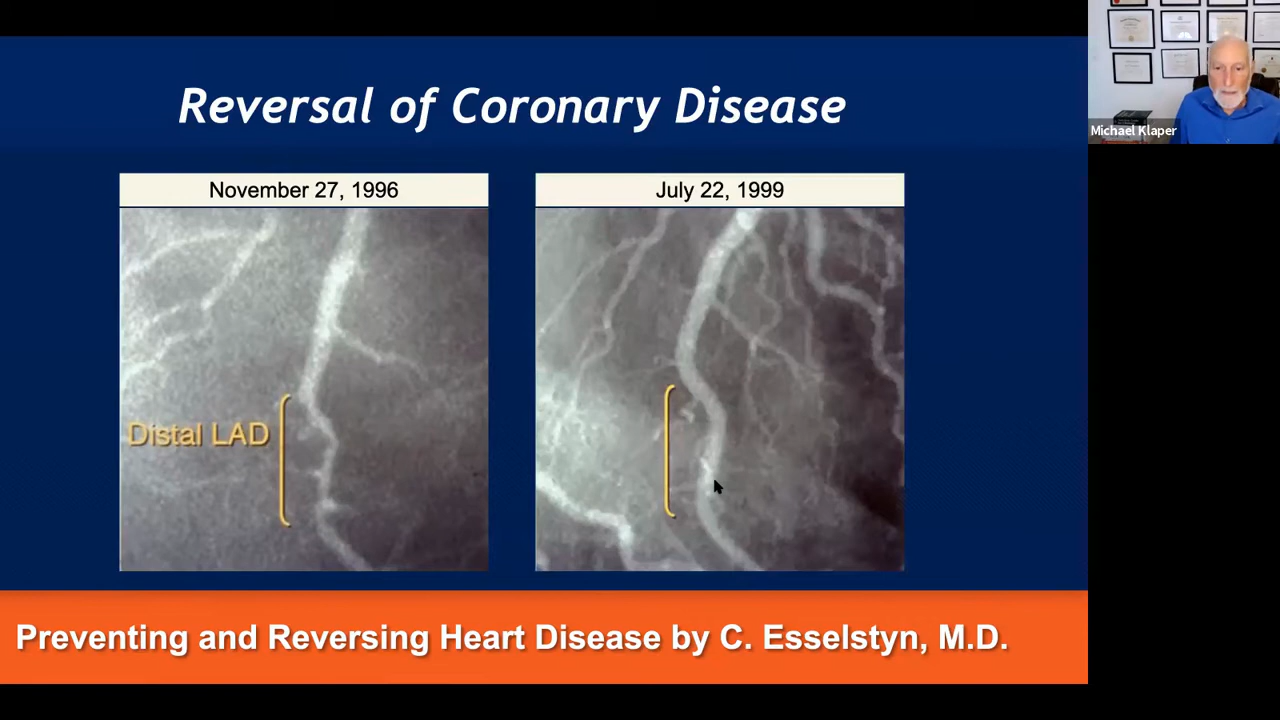 Reversal of Coronary Disease
Michael Klaper
November 27, 1996
July 22, 1999
Distal LAD
Preventing and Reversing Heart Disease by C. Esselstyn, M.D.